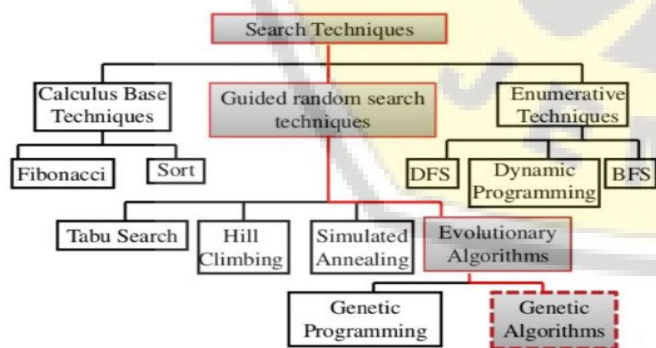 Search Techniques
Calculus Base
Techniques
Guided random search
techniques
Enumerative
Techniques
Fibonacci
Sort
DFS
Dynamic
Programming
BFS
Tabu Search
Hill
Climbing
Simulated
Annealing
Evolutionary
Algorithms
Genetic
Programming
Genetic
Algorithms